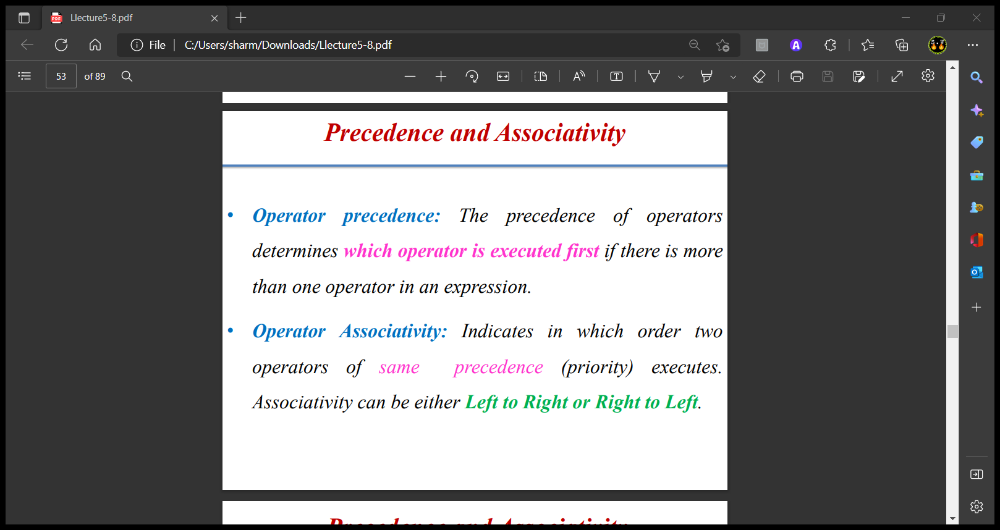 Llecture5-8.pdf
File
C:/Users/sharm/Downloads/Llecture5-8.pdf
53 of 89
Precedence and Associativity
• Operator precedence: The precedence of operators
determines which operator is executed first if there is more
than one operator in an expression.
• Operator Associativity: Indicates in which order two
operators of same precedence (priority) executes.
Associativity can be either Left to Right or Right to Left.
Precedence and Associativity